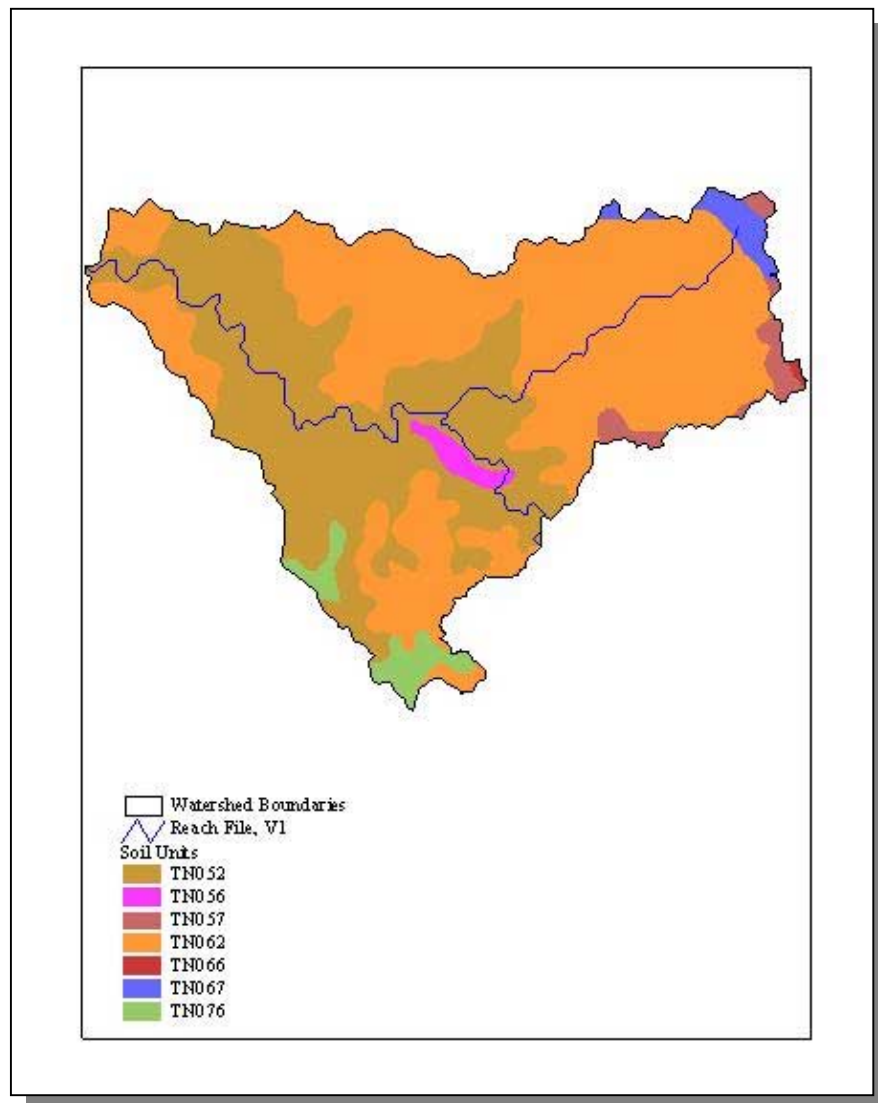 Watershed Boundaries
Reach File, V1
Soil Units
TN052
TN056
TN057
TN062
TN066
TN067
TN076